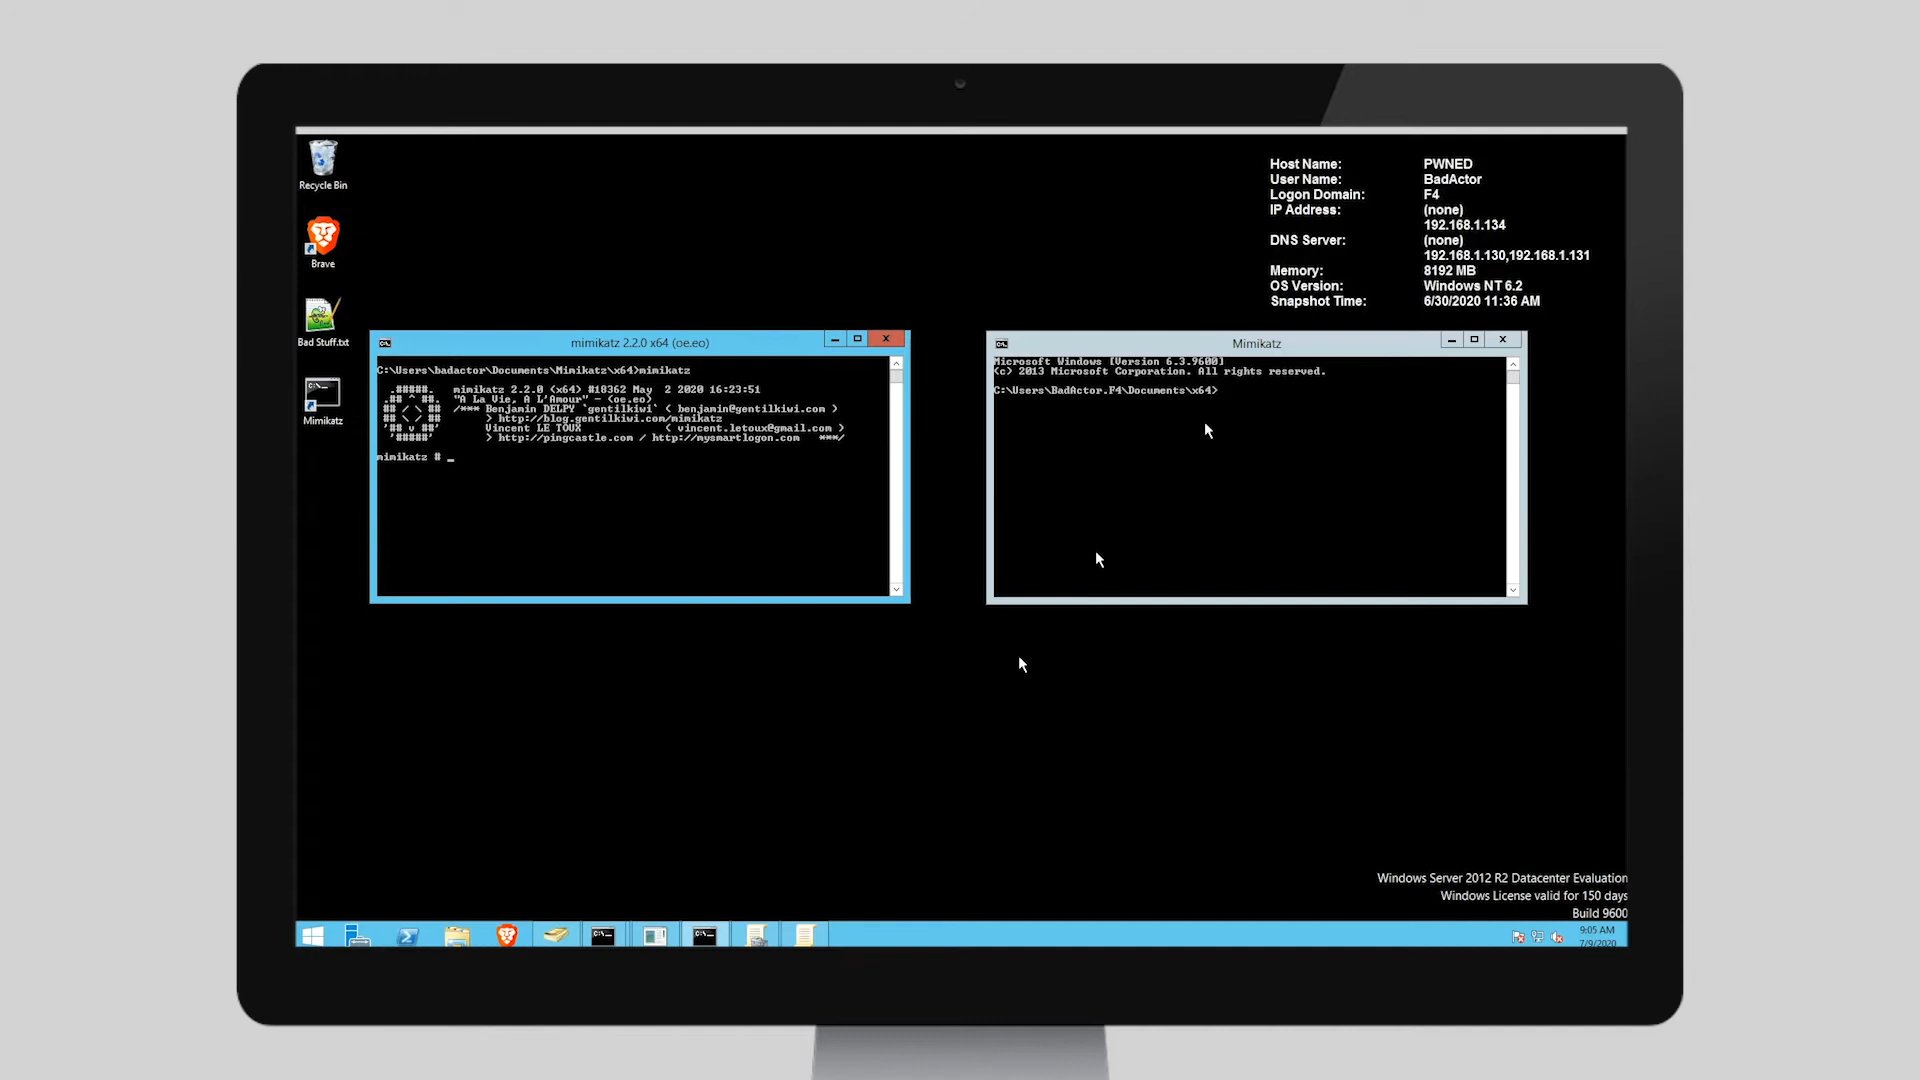 Recycle Bin
Brave
Bad Stuff.txt
Mimikatz
Host Name: PWNED
User Name: BadActor
Logon Domain: F4
IP Address: (none)
192.168.1.134
DNS Server: (none)
192.168.1.130,192.168.1.131
Memory: 8192 MB
OS Version: Windows NT 6.2
Snapshot Time: 6/30/2020 11:36 AM
mimikatz 2.2.0 x64 (oe.eo)
C:\Users\badactor\Documents\Mimikatz\x64>mimikatz
.#####. mimikatz 2.2.0 (x64) #18362 May 2 2020 16:23:51
.## ^ ##. "A La Vie, A L'Amour" - (oe.eo)
## / \ ## /*** Benjamin DELPY `gentilkiwi` ( benjamin@gentilkiwi.com )
## \ / ## > http://blog.gentilkiwi.com/mimikatz
'## v ##' Vincent LE TOUX ( vincent.letoux@gmail.com )
'#####' > http://pingcastle.com / http://mysmartlogon.com ***/
mimikatz # _
Mimikatz
Microsoft Windows [Version 6.3.9600]
(c) 2013 Microsoft Corporation. All rights reserved.
C:\Users\BadActor.F4\Documents\x64>
Windows Server 2012 R2 Datacenter Evaluation
Windows License valid for 150 days
Build 9600
9:05 AM
7/9/2020